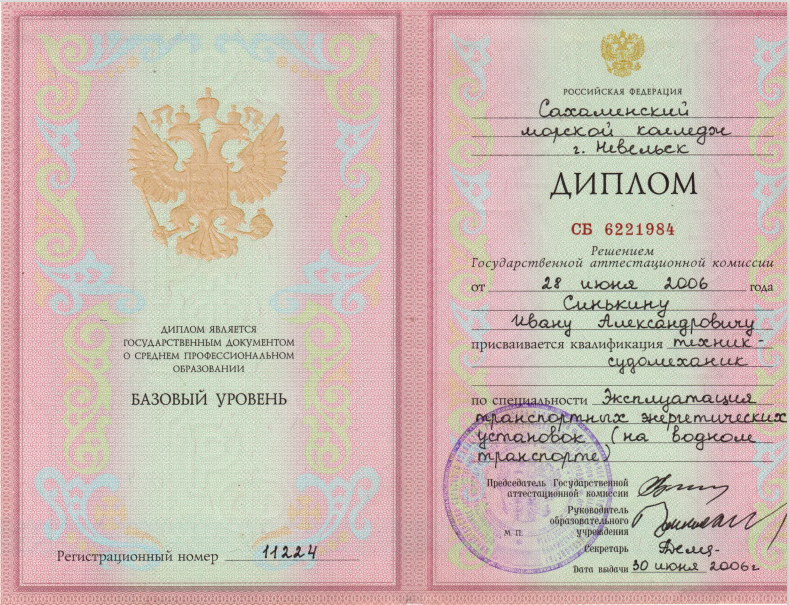 ДИПЛОМ ЯВЛЯЕТСЯ
ГОСУДАРСТВЕННЫМ ДОКУМЕНТОМ
О СРЕДНЕМ ПРОФЕССИОНАЛЬНОМ
ОБРАЗОВАНИИ
БАЗОВЫЙ УРОВЕНЬ
Регистрационный номер 11224
РОССИЙСКАЯ ФЕДЕРАЦИЯ
Сахалинский
морской колледж
г. Невельск
ДИПЛОМ
СБ 6221984
Решением
Государственной аттестационной комиссии
от 28 июня 2006 года
Синькину
Ивану Александровичу
присваивается квалификация техник-
судомеханик
по специальности Эксплуатация
транспортных энергетических
установок (на водном
транспорте)
Председатель Государственной
аттестационной комиссии
Руководитель
образовательного
учреждения
М. П.
Секретарь
Дата выдачи 30 июня 2006г